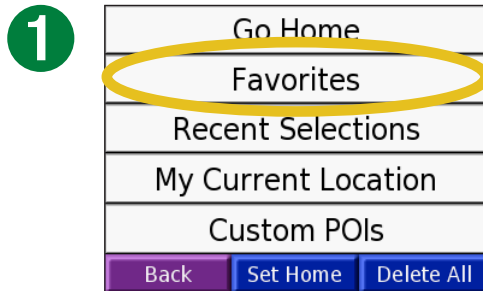 1
Go Home
Favorites
Recent Selections
My Current Location
Custom POIs
Back Set Home Delete All